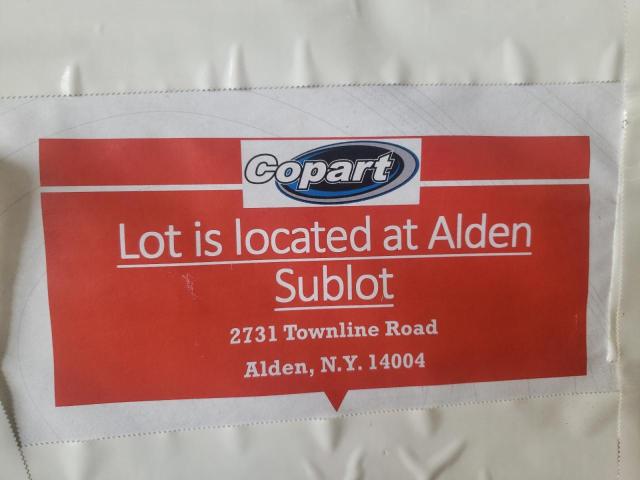 Copart
Lot is located at Alden
Sublot
2731 Townline Road
Alden, N.Y. 14004